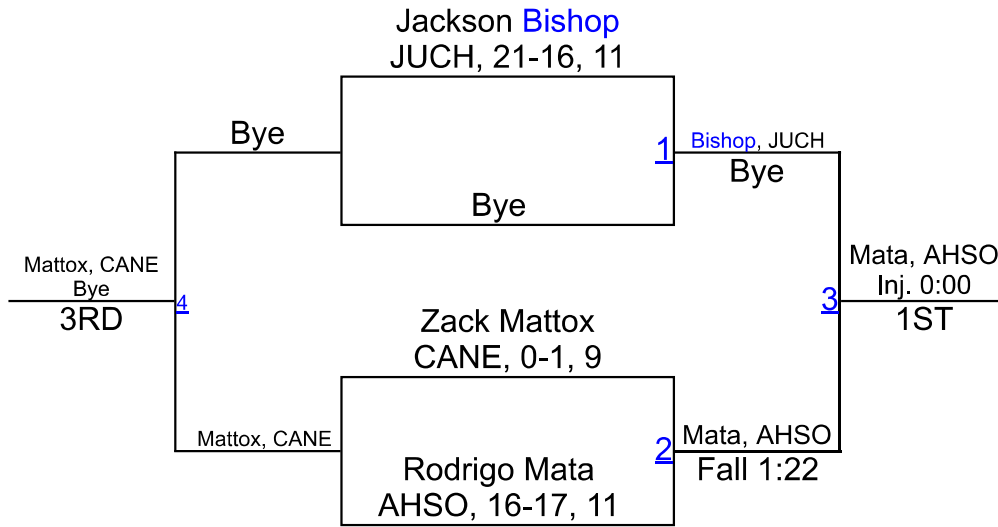 Jackson Bishop
JUCH, 21-16, 11
Bye
1
Bishop, JUCH
Bye
Bye
Mattox, CANE
Bye
3RD
4
Mata, AHSO
Inj. 0:00
1ST
3
Zack Mattox
CANE, 0-1, 9
Mattox, CANE
2
Mata, AHSO
Fall 1:22
Rodrigo Mata
AHSO, 16-17, 11